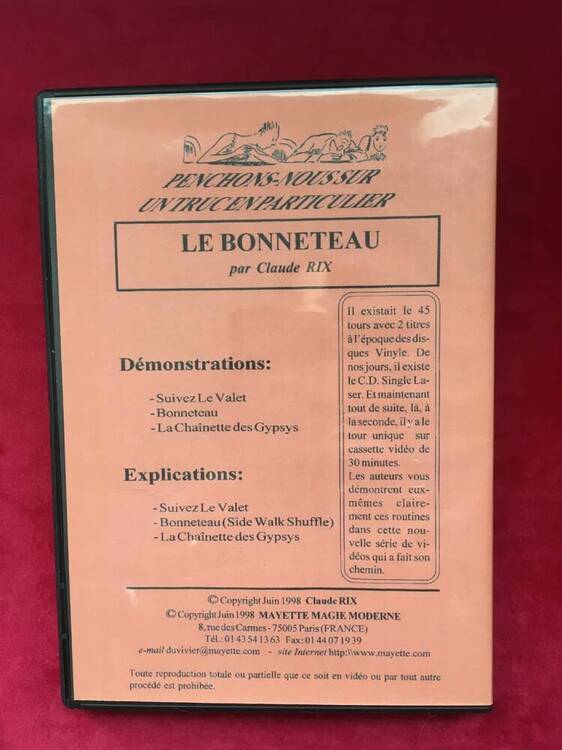 PENCHONS-NOUS SUR
UN TRUC EN PARTICULIER
LE BONNETEAU
par Claude RIX
Démonstrations:
-Suivez Le Valet
-Bonneteau
-La Chaînette des Gypsys
Explications:
-Suivez Le Valet
-Bonneteau (Side Walk Shuffle)
-La Chaînette des Gypsys
Il existait le 45
tours avec 2 titres
à l'époque des dis-
ques Vinyle. De
nos jours, il existe
le C.D. Single La-
ser. Et maintenant
tout de suite, là, à
la seconde, il y a le
tour unique sur
cassette vidéo de
30 minutes.
Les auteurs vous
démontrent eux-
mêmes claire-
ment ces routines
dans cette nou-
velle série de vi-
déos qui a fait son
chemin.
© Copyright Juin 1998 Claude RIX
© Copyright Juin 1998 MAYETTE MAGIE MODERNE
8, rue des Carmes - 75005 Paris (FRANCE)
Tél.: 01 43 54 13 63 Fax: 01 44 07 19 39
e-mail duvivier@mayette.com - site Internet http:\\www.mayette.com
Toute reproduction totale ou partielle que ce soit en vidéo ou par tout autre
procédé est prohibée.